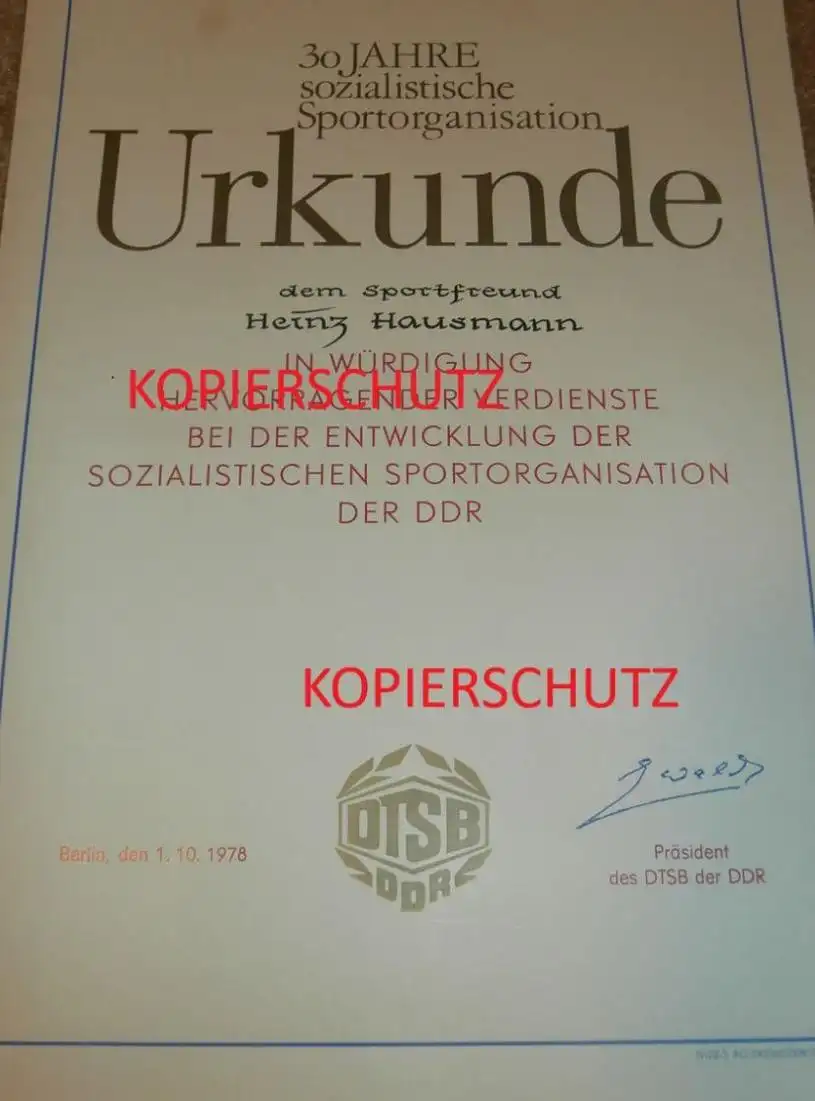 30 JAHRE
sozialistische
Sportorganisation
Urkunde
dem Sportfreund
Heinz Hausmann
IN WÜRDIGUNG
KOPIERSCHUTZ
HERVORRAGENDER VERDIENSTE
BEI DER ENTWICKLUNG DER
SOZIALISTISCHEN SPORTORGANISATION
DER DDR
KOPIERSCHUTZ
DTSB
DDR
Ewald
Berlin, den 1. 10. 1978
Präsident
des DTSB der DDR